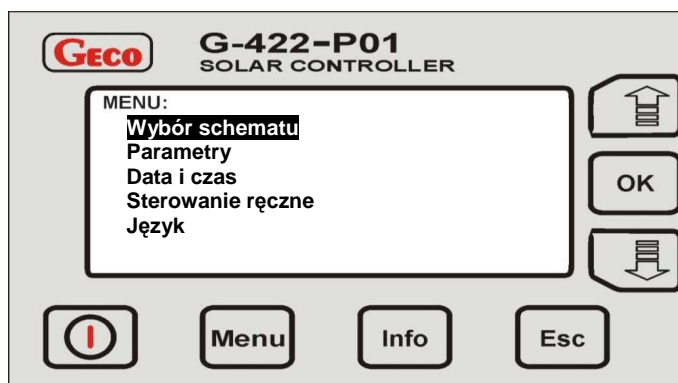 GECO
G-422-P01
SOLAR CONTROLLER
MENU:
Wybór schematu
Parametry
Data i czas
Sterowanie ręczne
Język
OK
Menu
Info
Esc